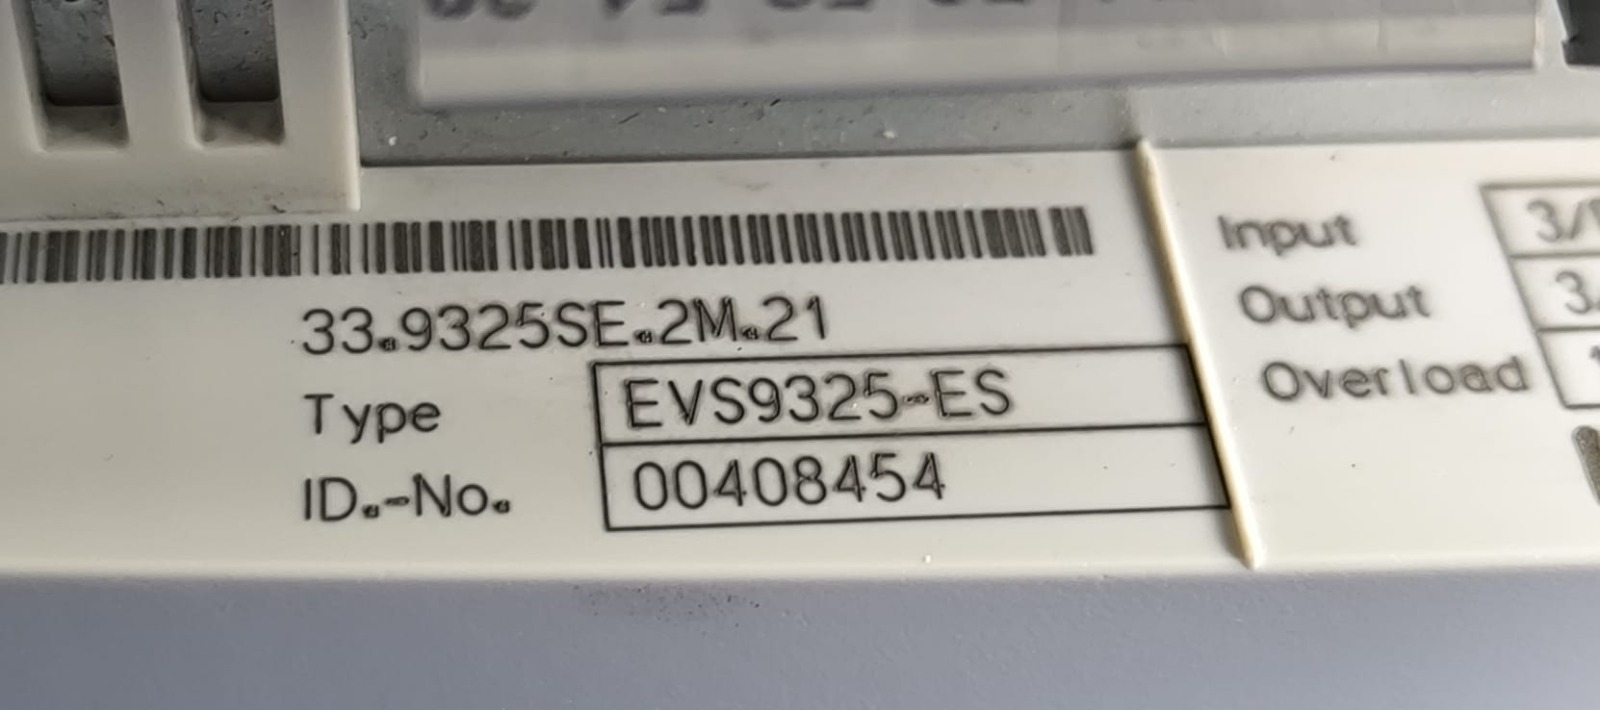 33.9325SE.2M.21
Type EVS9325-ES
ID.-No. 00408454
Input
Output
Overload